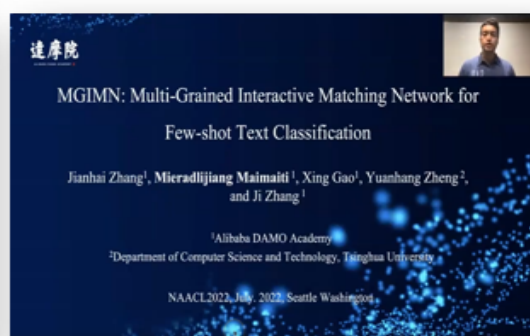 達摩院
MGIMN: Multi-Grained Interactive Matching Network for
Few-shot Text Classification
Jianhai Zhang¹, Mieradlijiang Maimaiti¹, Xing Gao¹, Yuanhang Zheng²,
and Ji Zhang¹
¹Alibaba DAMO Academy
²Department of Computer Science and Technology, Tsinghua University
NAACL2022, July. 2022, Seattle Washington